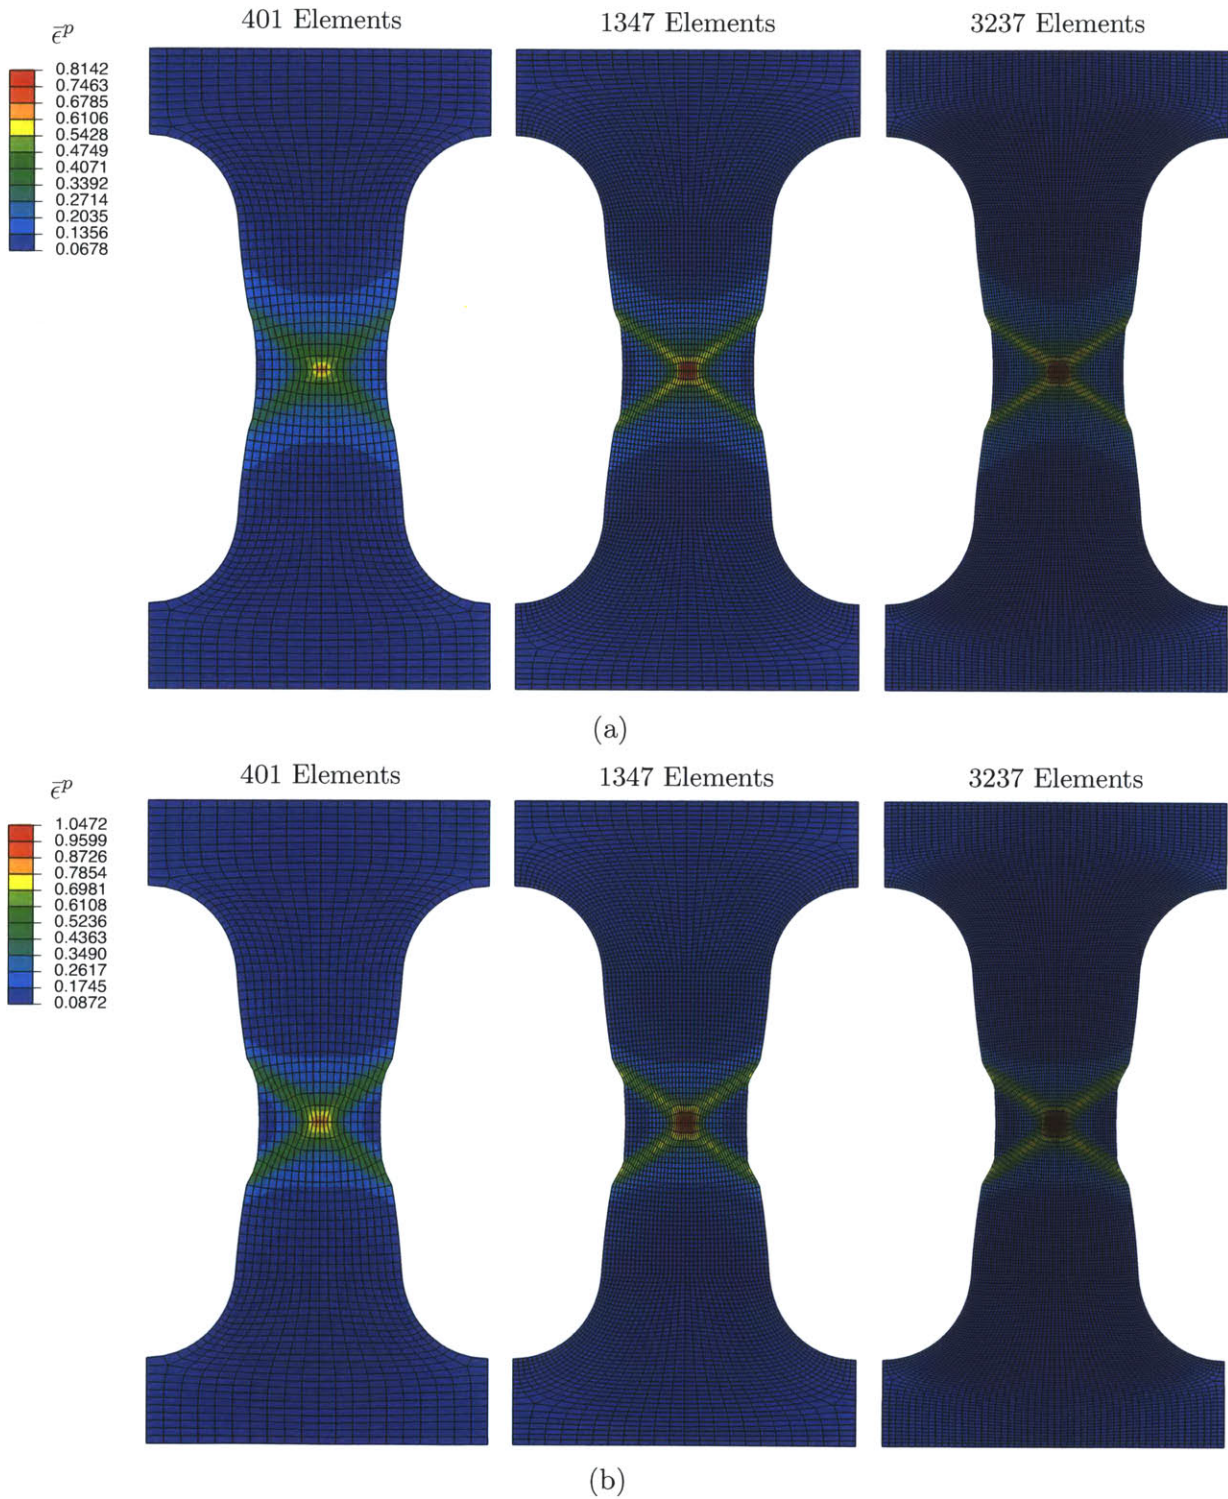 401 Elements
1347 Elements
3237 Elements
ε̄ᵖ
0.8142
0.7463
0.6785
0.6106
0.5428
0.4749
0.4071
0.3392
0.2714
0.2035
0.1356
0.0678
(a)
401 Elements
1347 Elements
3237 Elements
ε̄ᵖ
1.0472
0.9599
0.8726
0.7854
0.6981
0.6108
0.5236
0.4363
0.3490
0.2617
0.1745
0.0872
(b)